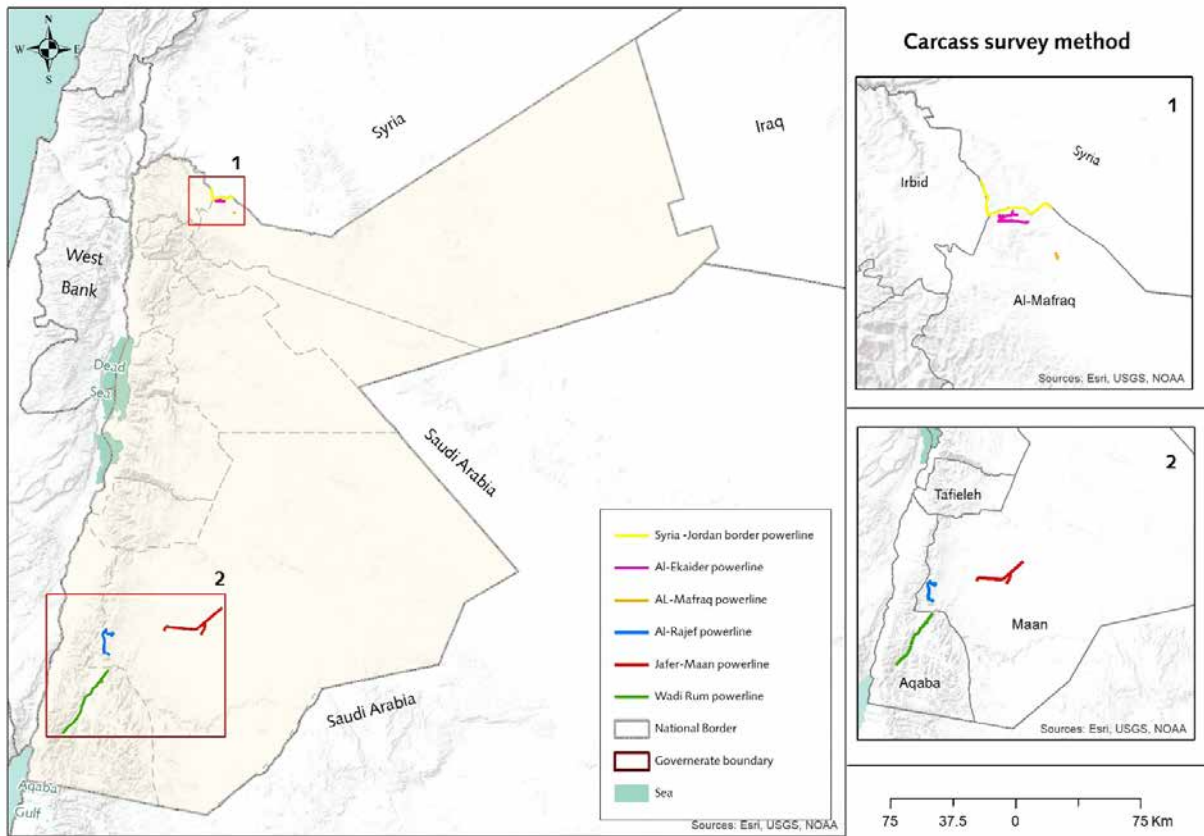 N
W E
S
Syria
Iraq
1
West
Bank
Dead
Sea
Saudi Arabia
2
Saudi Arabia
Aqaba
Gulf
Syria -Jordan border powerline
Al-Ekaider powerline
AL-Mafraq powerline
Al-Rajef powerline
Jafer-Maan powerline
Wadi Rum powerline
National Border
Governerate boundary
Sea
Sources: Esri, USGS, NOAA
Carcass survey method
1
Syria
Irbid
Al-Mafraq
Sources: Esri, USGS, NOAA
2
Tafieleh
Maan
Aqaba
Sources: Esri, USGS, NOAA
75 37.5 0 75 Km